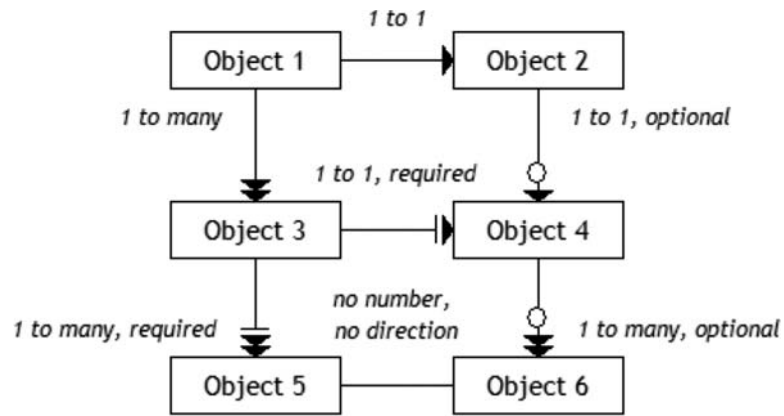 1 to 1
Object 1
Object 2
1 to many
1 to 1, optional
1 to 1, required
Object 3
Object 4
1 to many, required
no number,
no direction
1 to many, optional
Object 5
Object 6